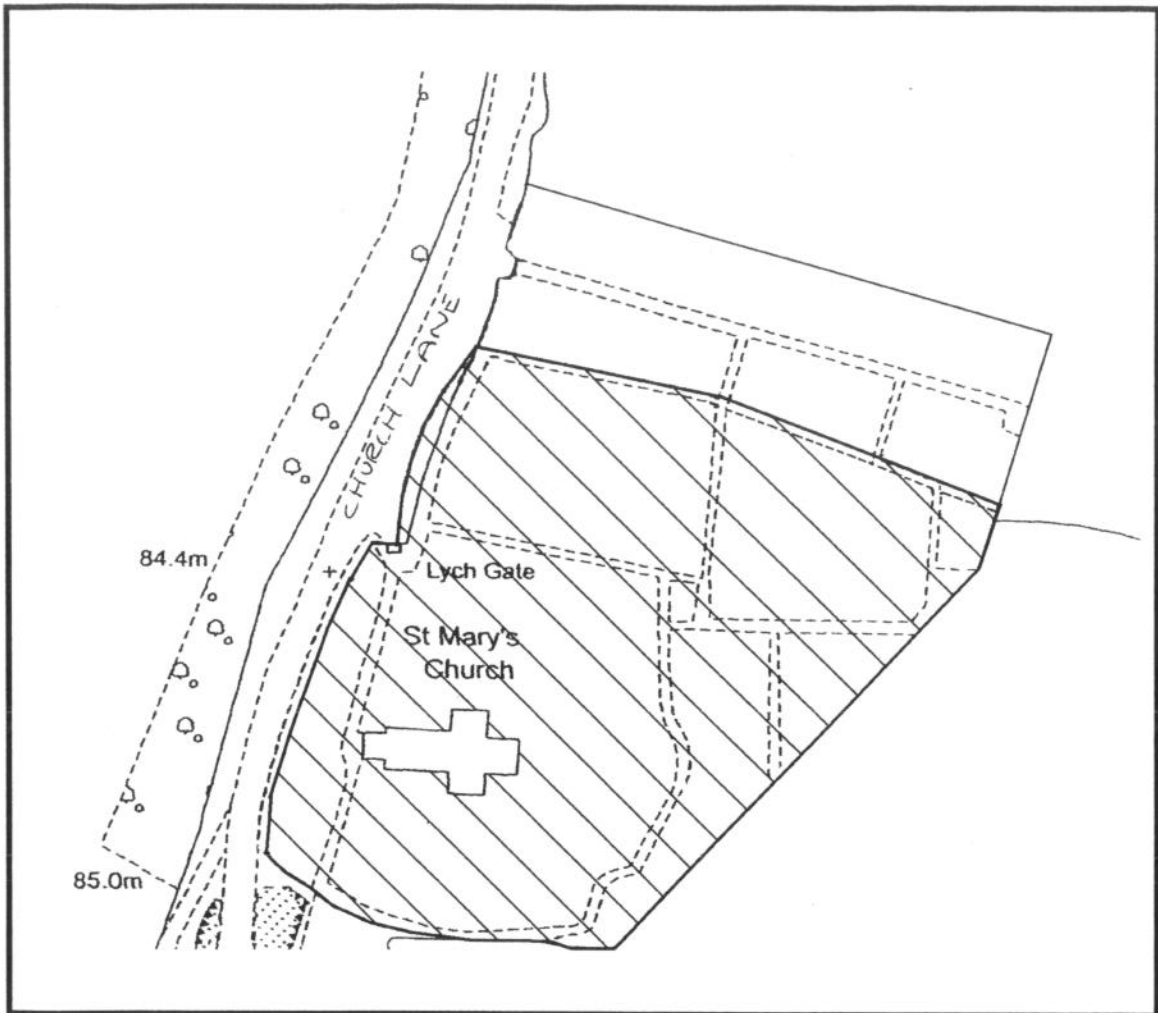 CHURCH LANE
84.4m
Lych Gate
St Mary's
Church
85.0m